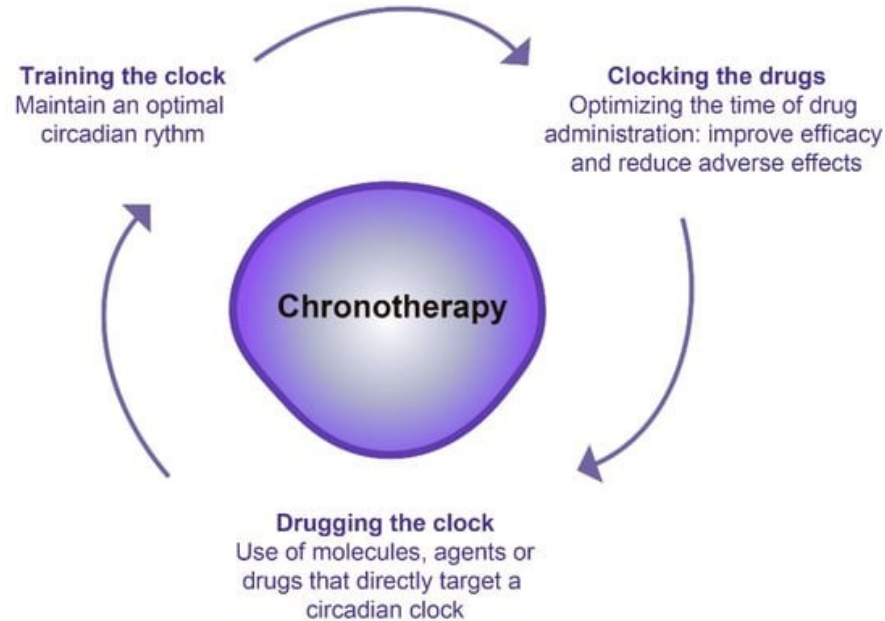 Training the clock
Maintain an optimal
circadian rythm
Clocking the drugs
Optimizing the time of drug
administration: improve efficacy
and reduce adverse effects
Chronotherapy
Drugging the clock
Use of molecules, agents or
drugs that directly target a
circadian clock